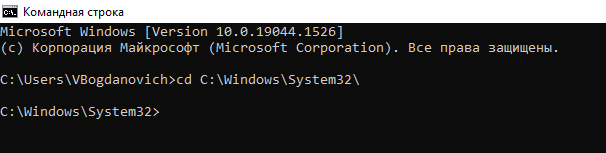 Командная строка
Microsoft Windows [Version 10.0.19044.1526]
(c) Корпорация Майкрософт (Microsoft Corporation). Все права защищены.
C:\Users\VBogdanovich>cd C:\Windows\System32\
C:\Windows\System32>